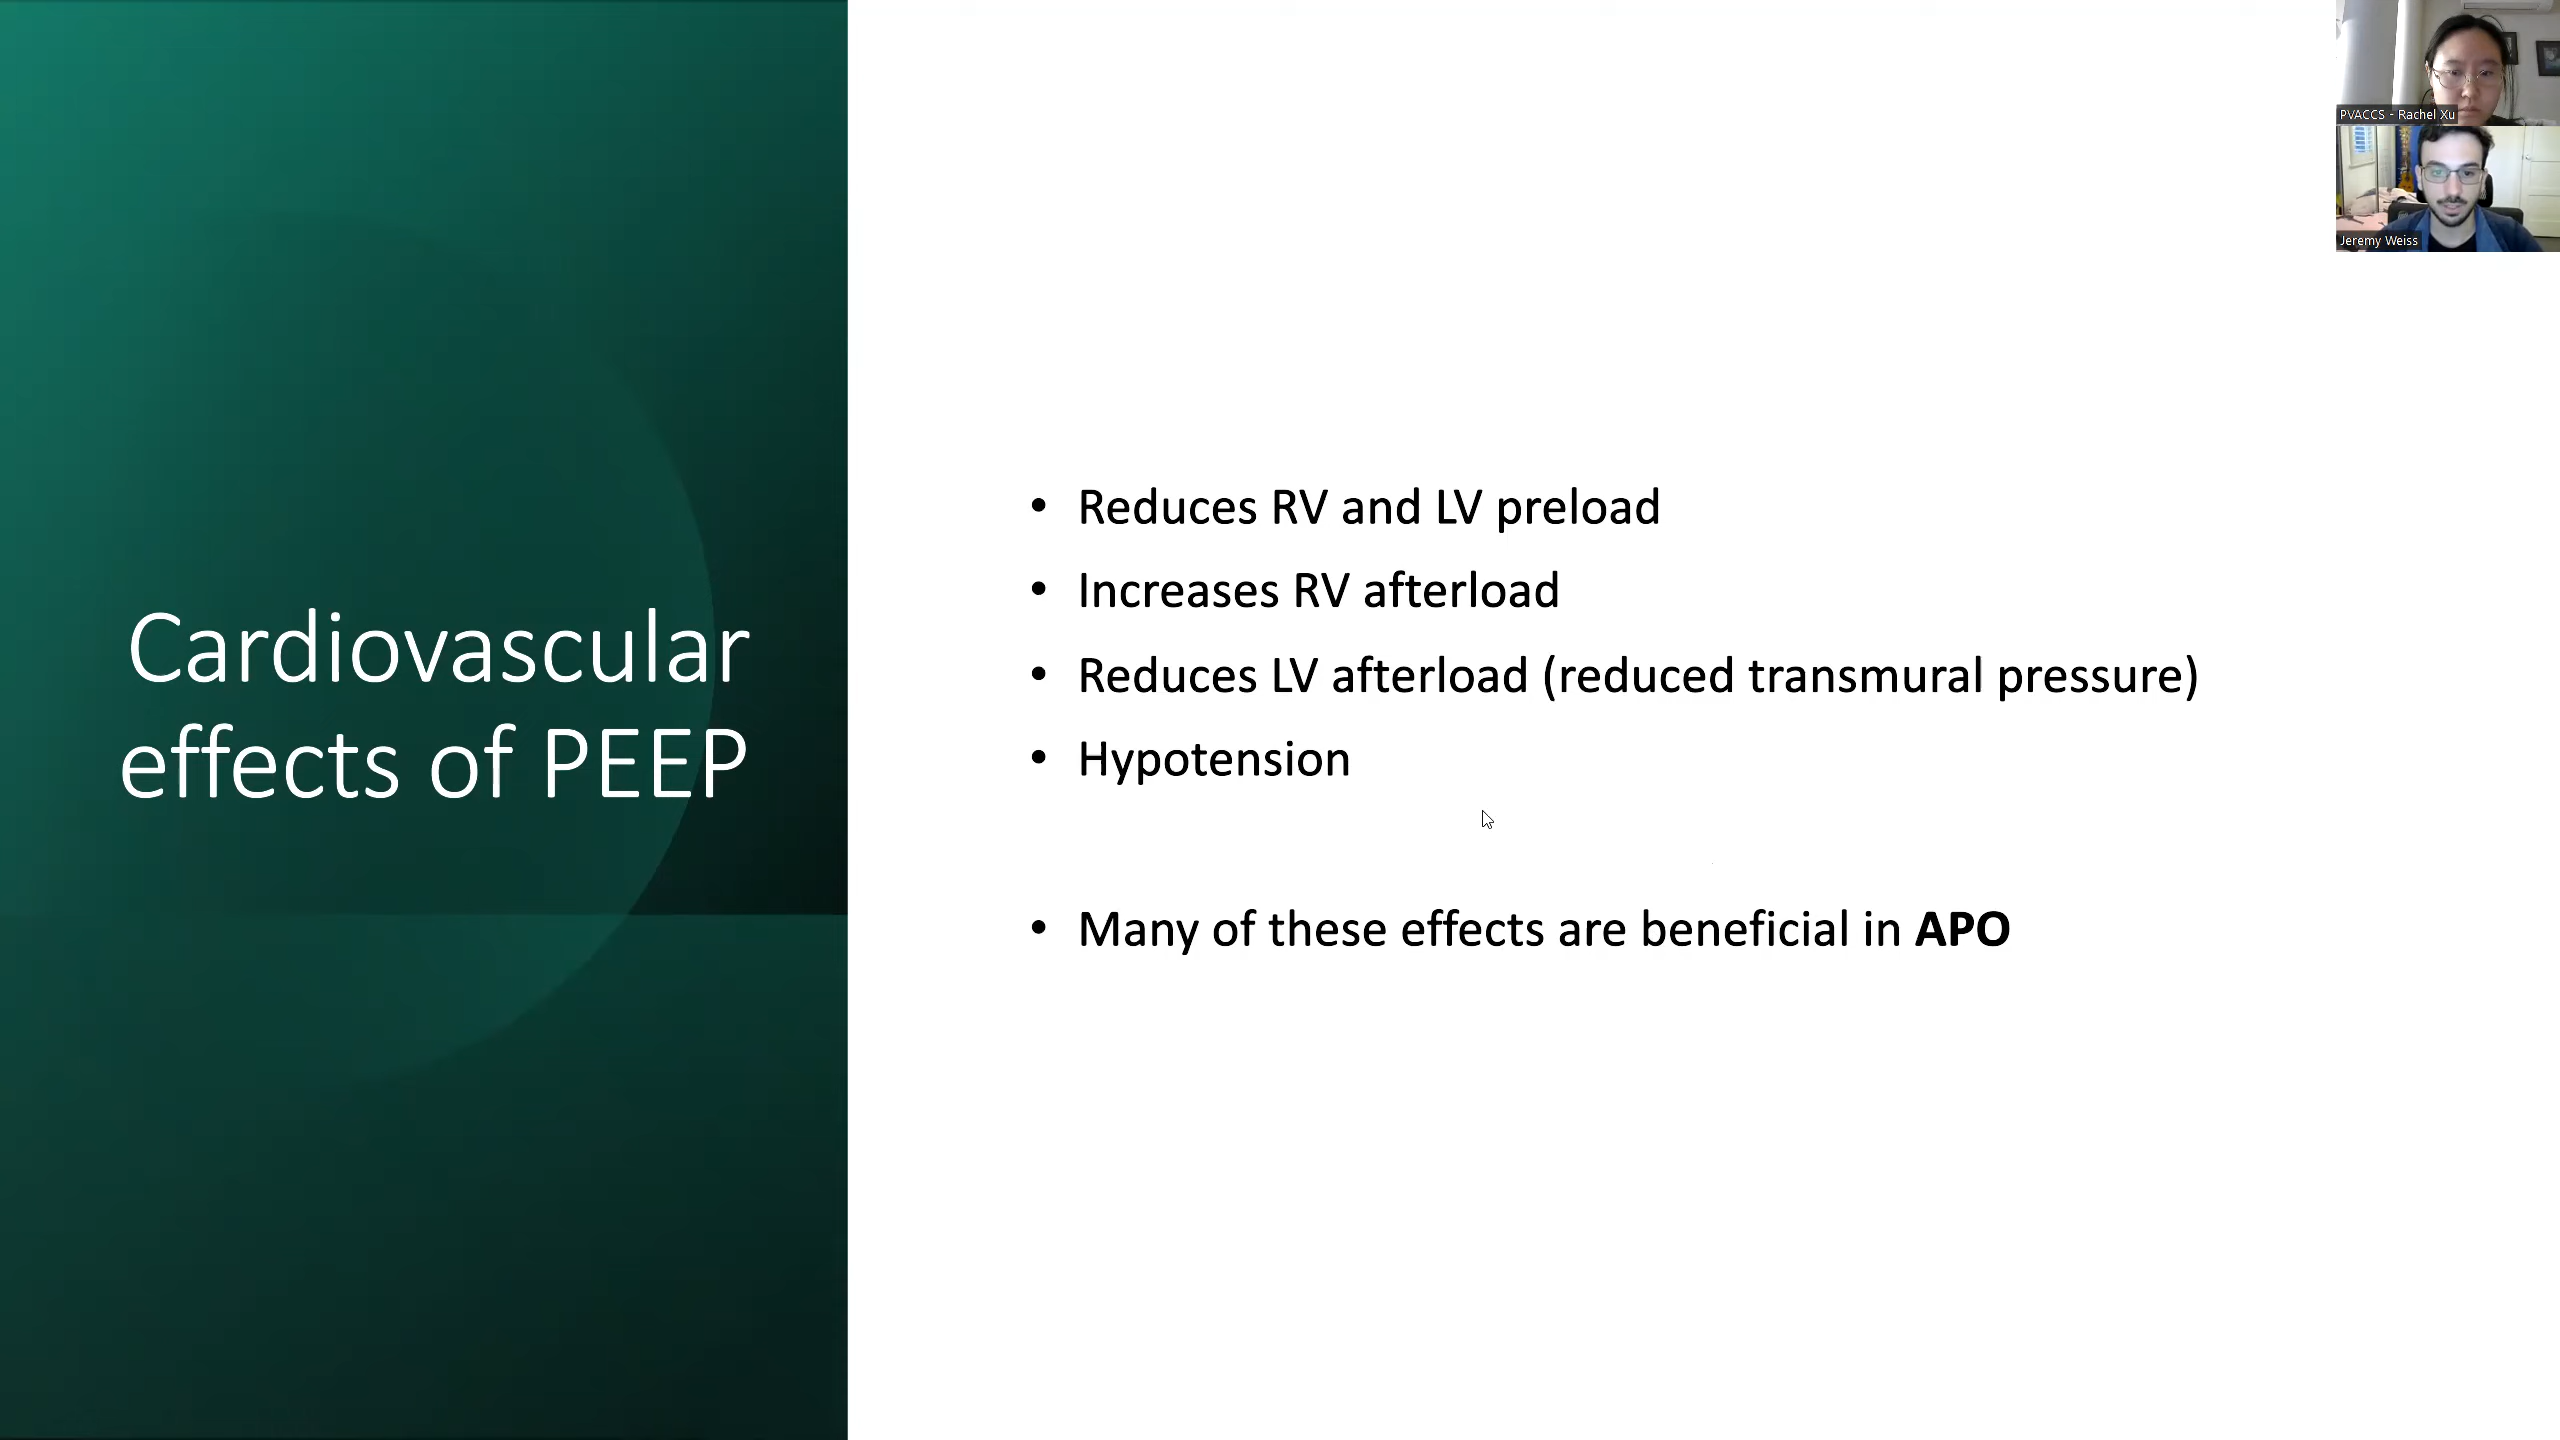 Cardiovascular
effects of PEEP
• Reduces RV and LV preload
• Increases RV afterload
• Reduces LV afterload (reduced transmural pressure)
• Hypotension
• Many of these effects are beneficial in APO
PVACCS - Rachel Xu
Jeremy Weiss